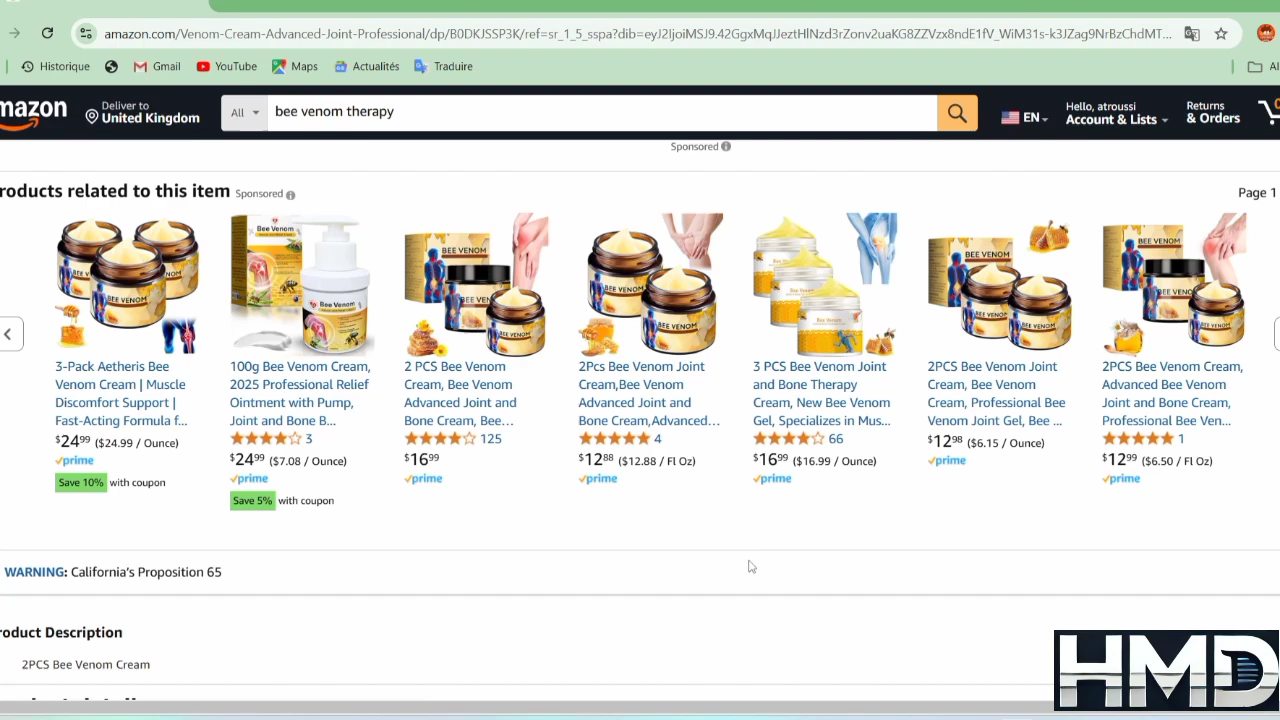 amazon.com/Venom-Cream-Advanced-Joint-Professional/dp/B0DKJSSP3K/ref=sr_1_5_sspa?dib=eyJ2IjoiMSJ9.42GgxMqJJeztHlNzd3rZonv2uaKG8ZZVzx8ndE1fV_WiM31s-k3JZag9NrBzChdMT...
Historique
Gmail
YouTube
Maps
Actualités
Traduire
Al
mazon
Deliver to
United Kingdom
All
bee venom therapy
EN
Hello, atroussi
Account & Lists
Returns
& Orders
0
Sponsored
roducts related to this item Sponsored
Page 1
3-Pack Aetheris Bee
Venom Cream | Muscle
Discomfort Support |
Fast-Acting Formula f...
$24.99 ($24.99 / Ounce)
prime
Save 10% with coupon
100g Bee Venom Cream,
2025 Professional Relief
Ointment with Pump,
Joint and Bone B...
3
$24.99 ($7.08 / Ounce)
prime
Save 5% with coupon
2 PCS Bee Venom
Cream, Bee Venom
Advanced Joint and
Bone Cream, Bee...
125
$16.99
prime
2Pcs Bee Venom Joint
Cream,Bee Venom
Advanced Joint and
Bone Cream,Advanced...
4
$12.88 ($12.88 / Fl Oz)
prime
3 PCS Bee Venom Joint
and Bone Therapy
Cream, New Bee Venom
Gel, Specializes in Mus...
66
$16.99 ($16.99 / Ounce)
prime
2PCS Bee Venom Joint
Cream, Bee Venom
Cream, Professional Bee
Venom Joint Gel, Bee ...
$12.98 ($6.15 / Ounce)
prime
2PCS Bee Venom Cream,
Advanced Bee Venom
Joint and Bone Cream,
Professional Bee Ven...
1
$12.99 ($6.50 / Fl Oz)
prime
WARNING: California's Proposition 65
roduct Description
2PCS Bee Venom Cream
HMD